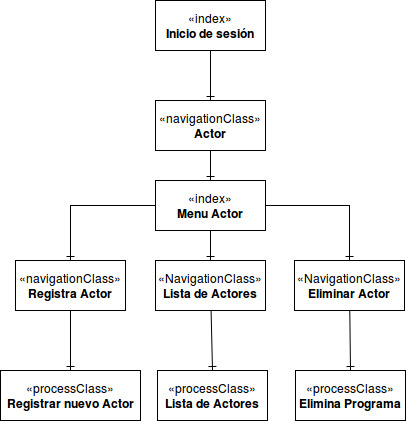 «index»
Inicio de sesión
«navigationClass»
Actor
«index»
Menu Actor
«navigationClass»
Registra Actor
«NavigationClass»
Lista de Actores
«NavigationClass»
Eliminar Actor
«processClass»
Registrar nuevo Actor
«processClass»
Lista de Actores
«processClass»
Elimina Programa